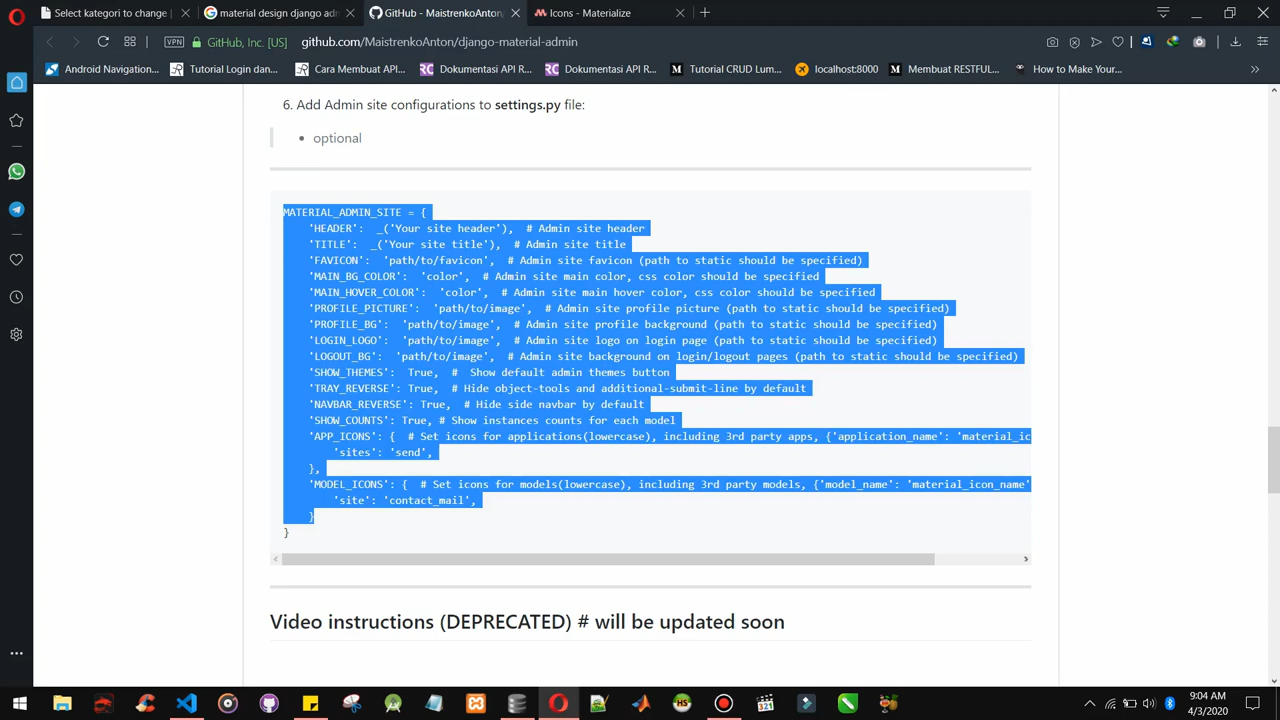 Select kategori to change
material design django adr
GitHub - MaistrenkoAnton
Icons - Materialize
VPN
GitHub, Inc. [US]
github.com/MaistrenkoAnton/django-material-admin
Android Navigation...
Tutorial Login dan...
Cara Membuat API...
RC Dokumentasi API R...
RC Dokumentasi API R...
M Tutorial CRUD Lum...
localhost:8000
M Membuat RESTFUL...
How to Make Your...
6. Add Admin site configurations to settings.py file:
• optional
MATERIAL_ADMIN_SITE = {
'HEADER': _('Your site header'), # Admin site header
'TITLE': _('Your site title'), # Admin site title
'FAVICON': 'path/to/favicon', # Admin site favicon (path to static should be specified)
'MAIN_BG_COLOR': 'color', # Admin site main color, css color should be specified
'MAIN_HOVER_COLOR': 'color', # Admin site main hover color, css color should be specified
'PROFILE_PICTURE': 'path/to/image', # Admin site profile picture (path to static should be specified)
'PROFILE_BG': 'path/to/image', # Admin site profile background (path to static should be specified)
'LOGIN_LOGO': 'path/to/image', # Admin site logo on login page (path to static should be specified)
'LOGOUT_BG': 'path/to/image', # Admin site background on login/logout pages (path to static should be specified)
'SHOW_THEMES': True, # Show default admin themes button
'TRAY_REVERSE': True, # Hide object-tools and additional-submit-line by default
'NAVBAR_REVERSE': True, # Hide side navbar by default
'SHOW_COUNTS': True, # Show instances counts for each model
'APP_ICONS': { # Set icons for applications(lowercase), including 3rd party apps, {'application_name': 'material_ic
'sites': 'send',
},
'MODEL_ICONS': { # Set icons for models(lowercase), including 3rd party models, {'model_name': 'material_icon_name'
'site': 'contact_mail',
}
}
Video instructions (DEPRECATED) # will be updated soon
321
HS
9:04 AM
4/3/2020